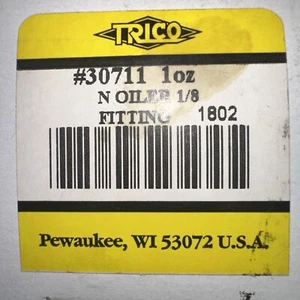 TRICO
#30711 1oz
N OILER 1/8
FITTING 1802
Pewaukee, WI 53072 U.S.A.